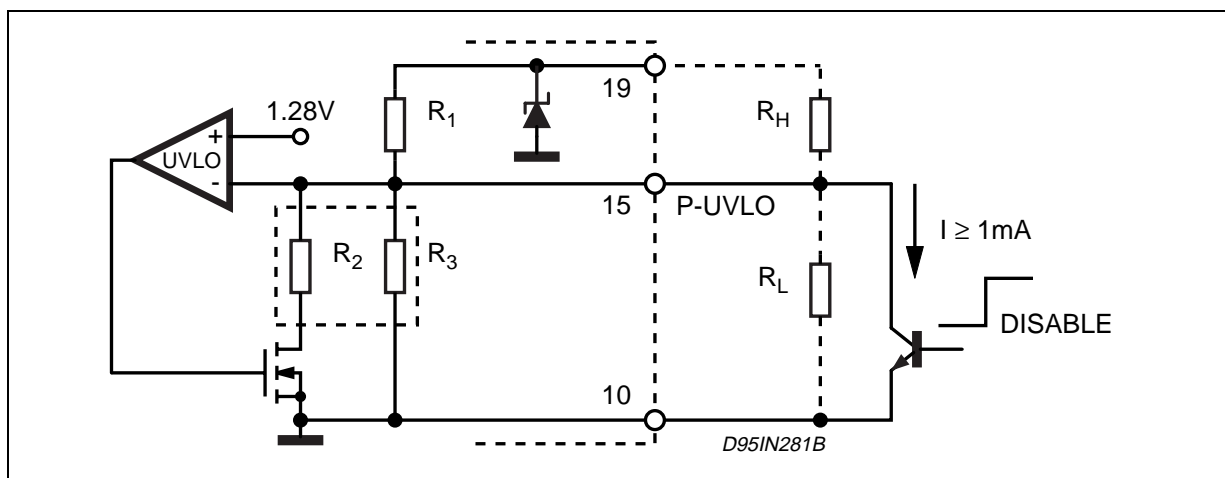 19
1.28V
R1
RH
+
UVLO
-
15
P-UVLO
I ≥ 1mA
R2
R3
RL
DISABLE
10
D95IN281B